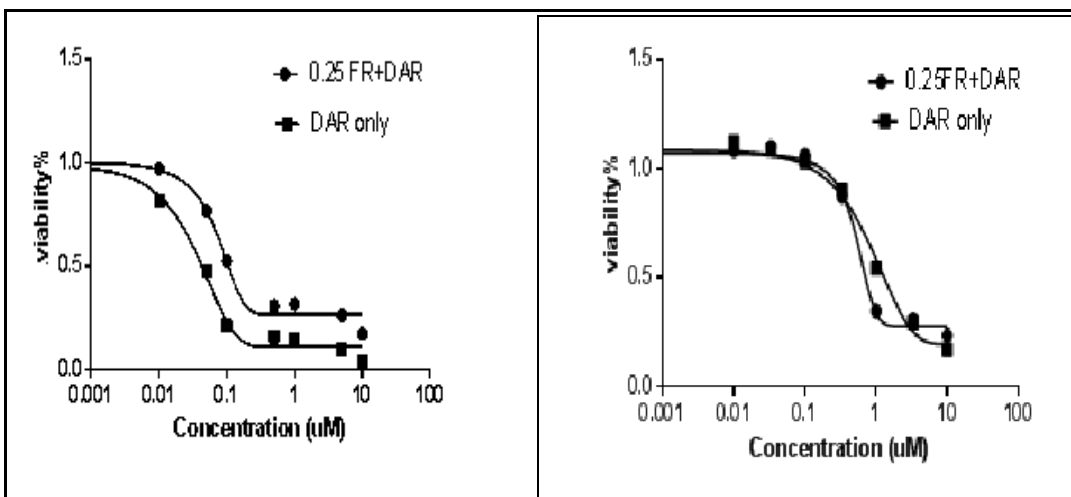 1.5
1.0
0.5
0.0
viability%
0.25 FR+DAR
DAR only
0.001 0.01 0.1 1 10 100
Concentration (uM)
1.5
1.0
0.5
0.0
viability%
0.25FR+DAR
DAR only
0.001 0.01 0.1 1 10 100
Concentration (uM)